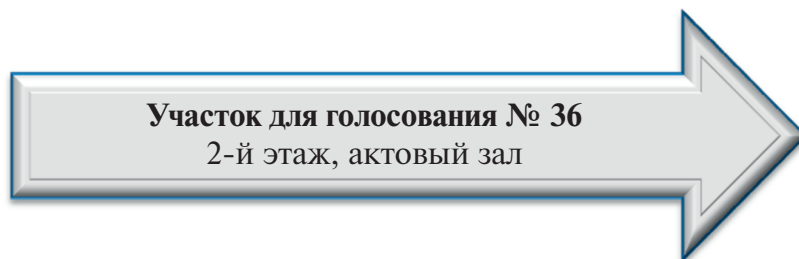 Участок для голосования № 36
2-й этаж, актовый зал